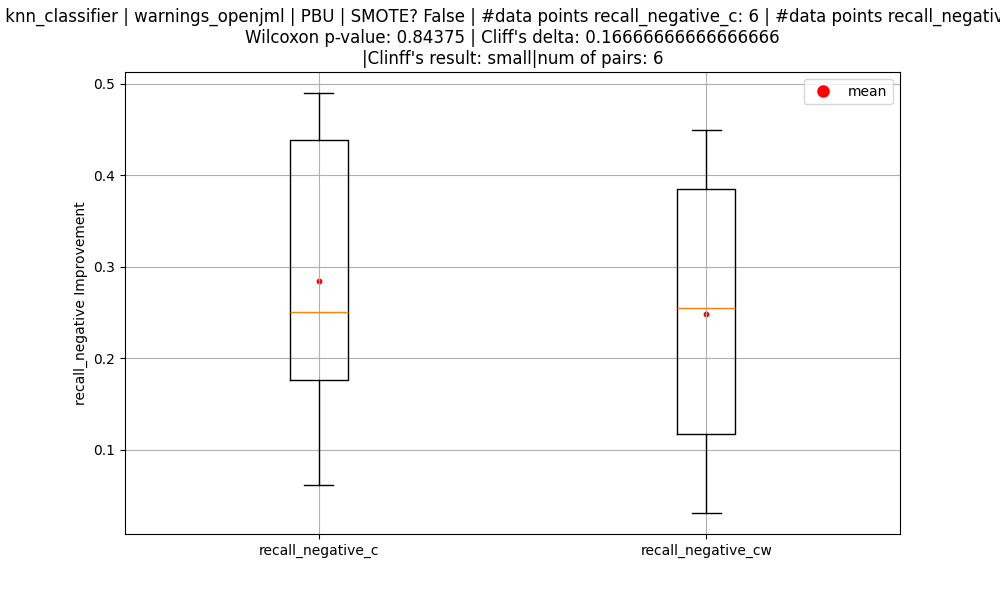 knn_classifier | warnings_openjml | PBU | SMOTE? False | #data points recall_negative_c: 6 | #data points
Wilcoxon p-value: 0.84375 | Cliff's delta: 0.16666666666666666
|Clinff's result: small|num of pairs: 6
mean
0.5
0.4
0.3
0.2
0.1
recall_negative Improvement
recall_negative_c
recall_negative_cw